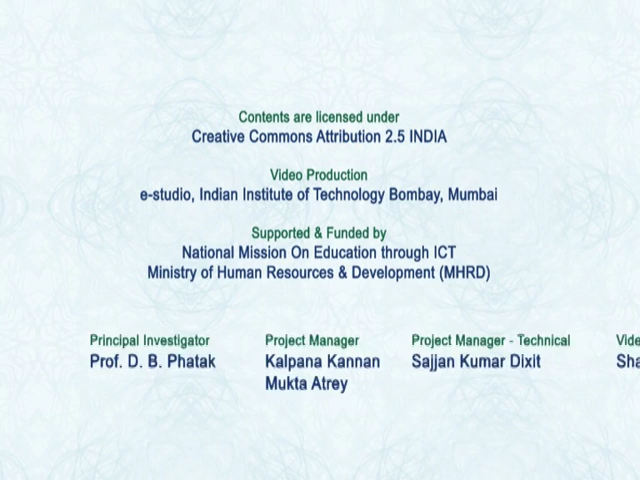 Contents are licensed under
Creative Commons Attribution 2.5 INDIA
Video Production
e-studio, Indian Institute of Technology Bombay, Mumbai
Supported & Funded by
National Mission On Education through ICT
Ministry of Human Resources & Development (MHRD)
Principal Investigator
Prof. D. B. Phatak
Project Manager
Kalpana Kannan
Mukta Atrey
Project Manager - Technical
Sajjan Kumar Dixit